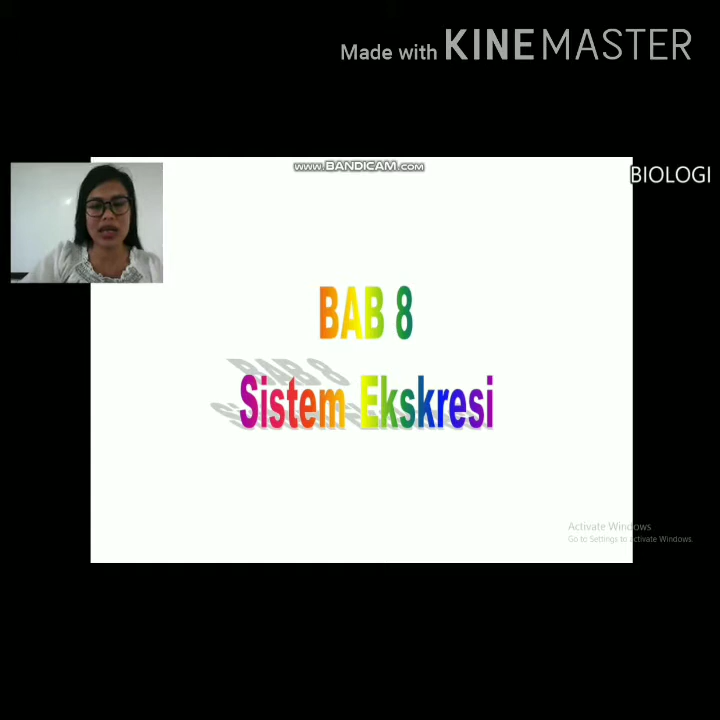 Made with KINEMASTER
www.BANDICAM.com
BIOLOGI
BAB 8
Sistem Ekskresi
Activate Windows
Go to Settings to activate Windows.